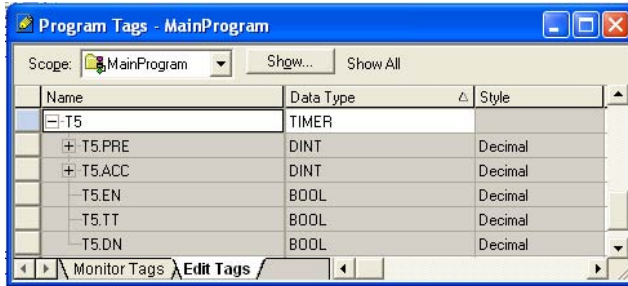 Program Tags - MainProgram
Scope: MainProgram Show... Show All
Name Data Type Style
T5 TIMER
T5.PRE DINT Decimal
T5.ACC DINT Decimal
T5.EN BOOL Decimal
T5.TT BOOL Decimal
T5.DN BOOL Decimal
Monitor Tags Edit Tags